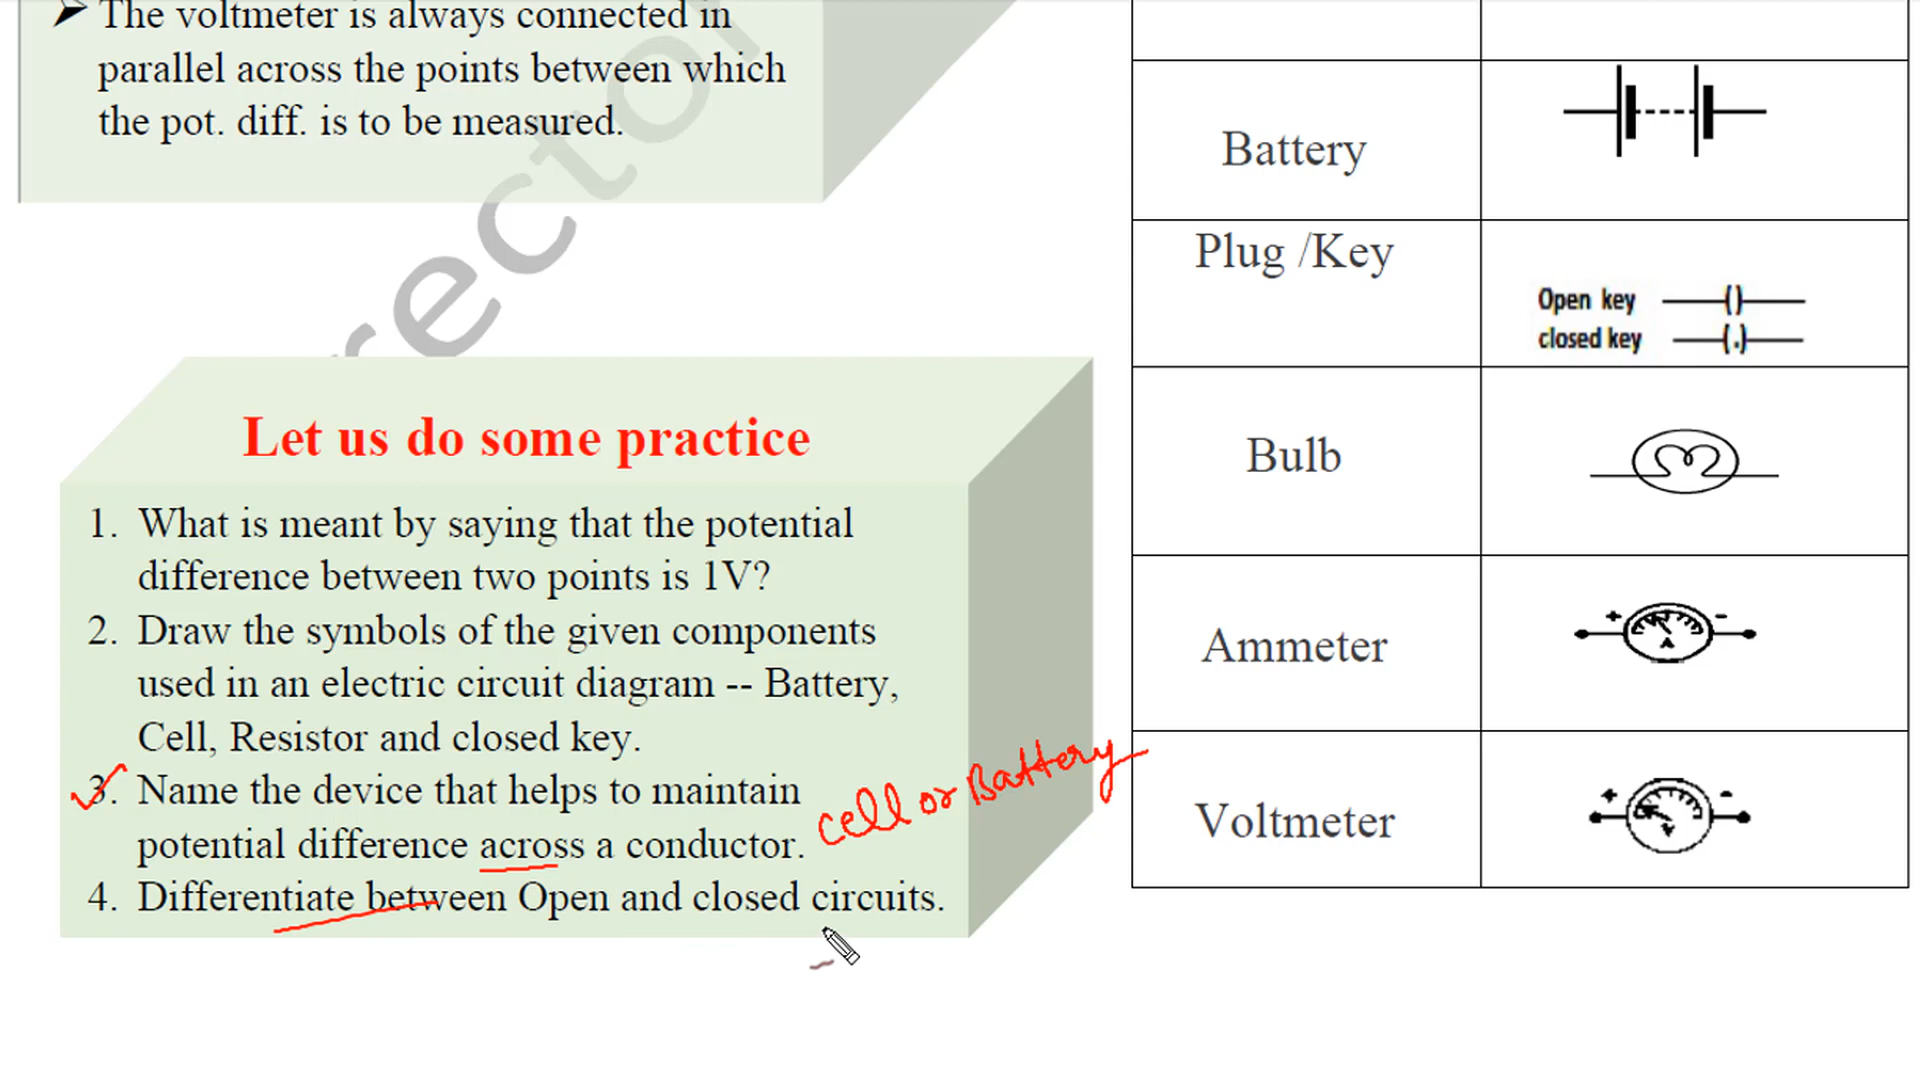 ➤ The voltmeter is always connected in
parallel across the points between which
the pot. diff. is to be measured.
rector
Let us do some practice
1. What is meant by saying that the potential
difference between two points is 1V?
2. Draw the symbols of the given components
used in an electric circuit diagram -- Battery,
Cell, Resistor and closed key.
3. Name the device that helps to maintain
potential difference across a conductor.
cell or Battery
4. Differentiate between Open and closed circuits.
Battery
Plug /Key
Open key
closed key
Bulb
Ammeter
+ -
A
Voltmeter
+ -
V